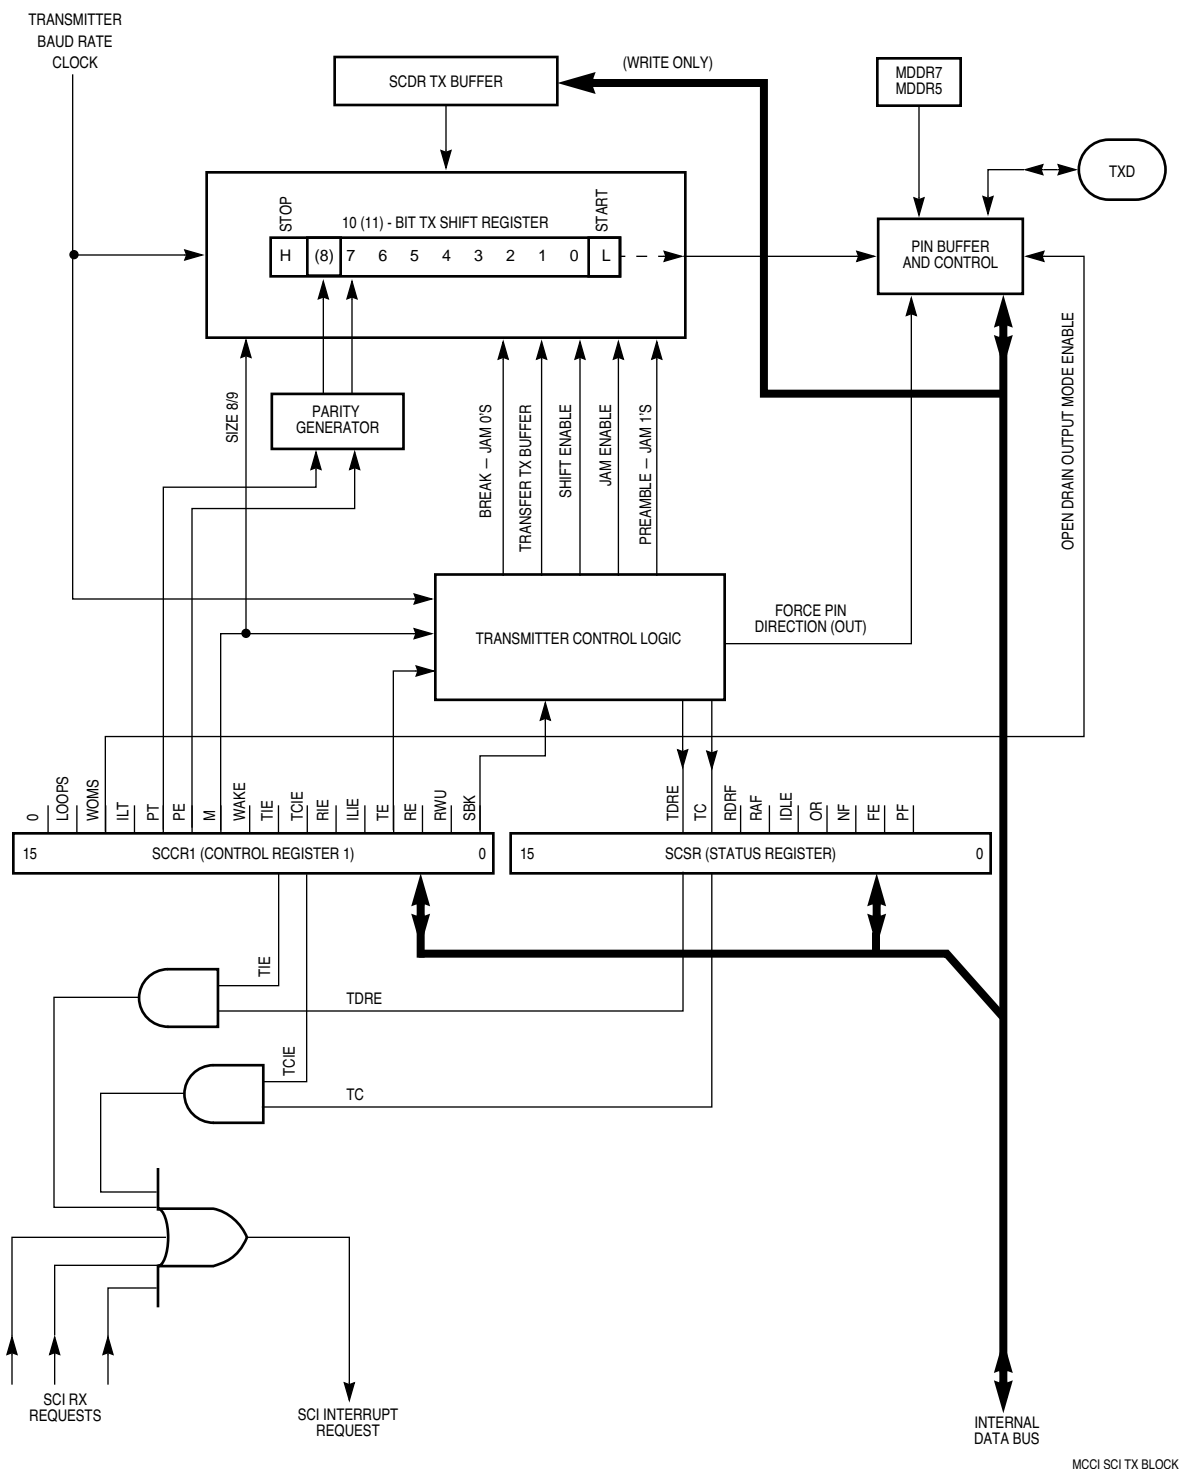 TRANSMITTER
BAUD RATE
CLOCK
SCDR TX BUFFER
(WRITE ONLY)
MDDR7
MDDR5
TXD
STOP
10 (11) - BIT TX SHIFT REGISTER
START
H (8) 7 6 5 4 3 2 1 0 L
PIN BUFFER
AND CONTROL
OPEN DRAIN OUTPUT MODE ENABLE
SIZE 8/9
PARITY
GENERATOR
BREAK — JAM 0'S
TRANSFER TX BUFFER
SHIFT ENABLE
JAM ENABLE
PREAMBLE — JAM 1'S
TRANSMITTER CONTROL LOGIC
FORCE PIN
DIRECTION (OUT)
0
LOOPS
WOMS
ILT
PT
PE
M
WAKE
TIE
TCIE
RIE
ILIE
TE
RE
RWU
SBK
TDRE
TC
RDRF
RAF
IDLE
OR
NF
FE
PF
15 SCCR1 (CONTROL REGISTER 1) 0
15 SCSR (STATUS REGISTER) 0
TIE
TDRE
TCIE
TC
SCI RX
REQUESTS
SCI INTERRUPT
REQUEST
INTERNAL
DATA BUS
MCCI SCI TX BLOCK